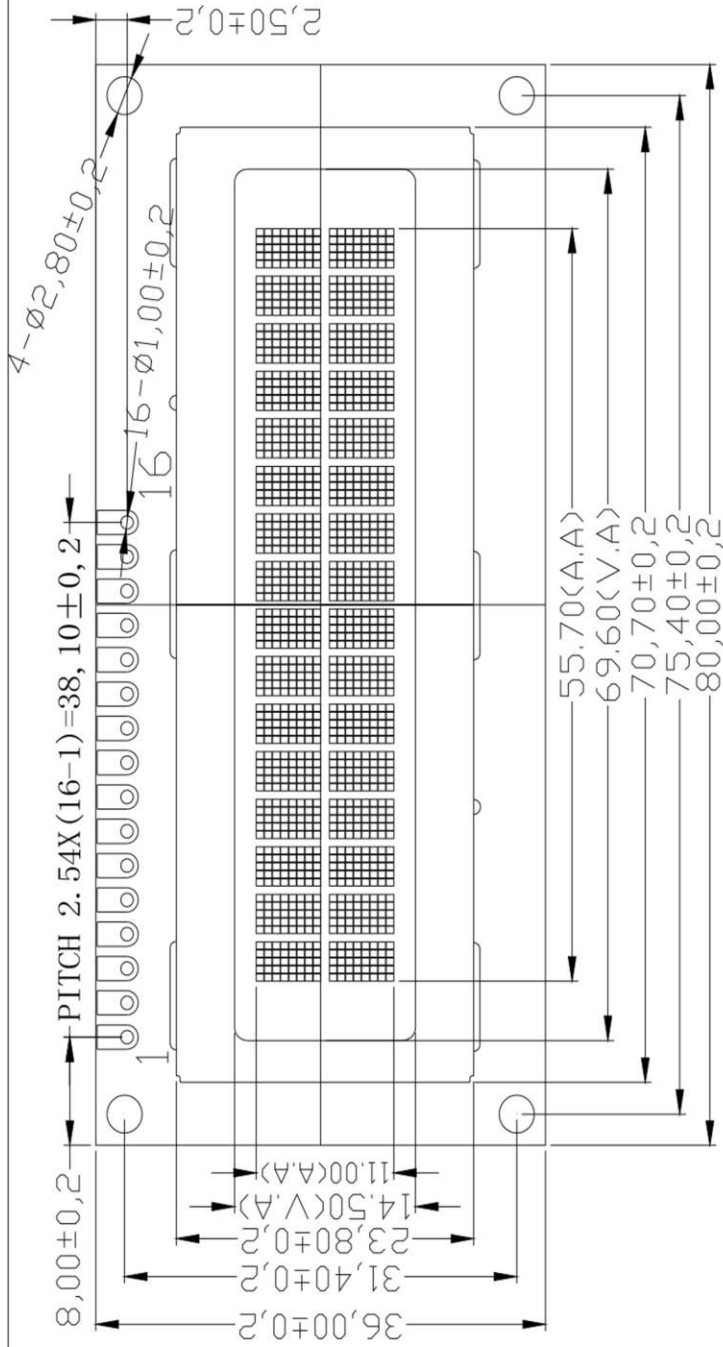 2,50±0,2
4-Ø2,80±0,2
16-Ø1,00±0,2
16
PITCH 2.54X(16-1)=38,10±0,2
1
8,00±0,2
55.70(A.A)
69.60(V.A)
70,70±0,2
75,40±0,2
80,00±0,2
11.00(A.A)
14.50(V.A)
23,80±0,2
31,40±0,2
36,00±0,2